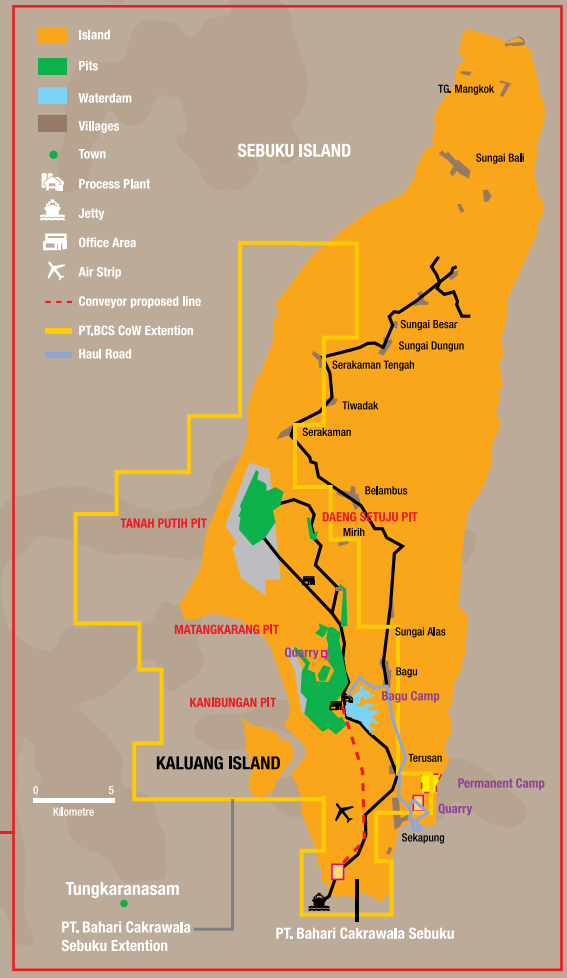 Island
Pits
Waterdam
Villages
Town
Process Plant
Jetty
Office Area
Air Strip
Conveyor proposed line
PT,BCS CoW Extention
Haul Road
SEBUKU ISLAND
TG. Mangkok
Sungai Bali
Sungai Besar
Sungai Dungun
Serakaman Tengah
Tiwadak
Serakaman
Belambus
TANAH PUTIH PIT
DAENG SETUJU PIT
Mirih
MATANGKARANG PIT
Sungai Alas
Quarry
Bagu
KANIBUNGAN PIT
Bagu Camp
KALUANG ISLAND
Terusan
Permanent Camp
0 5
Kilometre
Quarry
Sekapung
Tungkaranasam
PT. Bahari Cakrawala
Sebuku Extention
PT. Bahari Cakrawala Sebuku